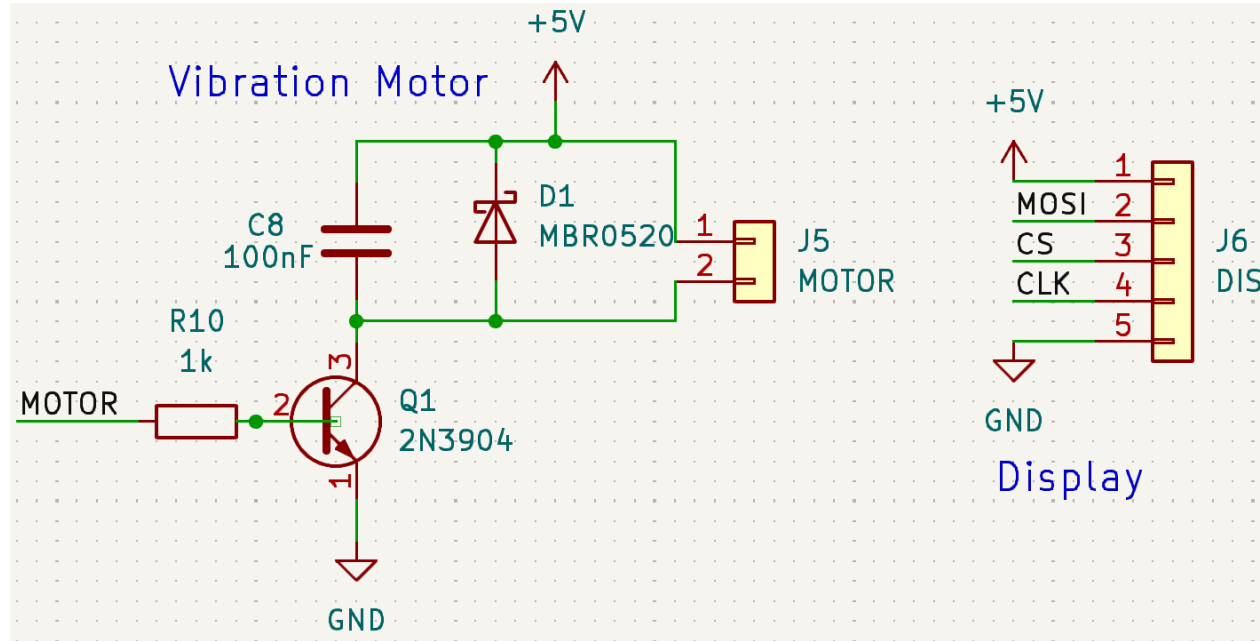 +5V
Vibration Motor
C8
100nF
D1
MBR0520
1
2
J5
MOTOR
R10
1k
MOTOR
2
3
1
Q1
2N3904
GND
+5V
1
MOSI
2
CS
3
CLK
4
5
J6
DIS
GND
Display